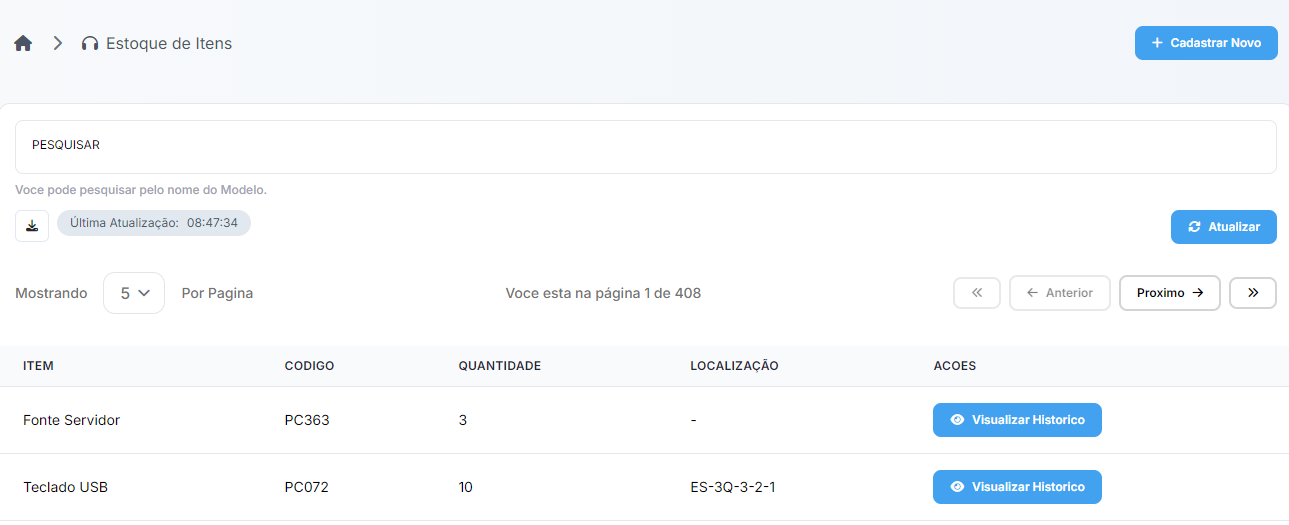 Estoque de Itens
+ Cadastrar Novo
PESQUISAR
Voce pode pesquisar pelo nome do Modelo.
Última Atualização: 08:47:34
Atualizar
Mostrando 5 Por Pagina Voce esta na página 1 de 408 « ← Anterior Proximo → »
ITEM CODIGO QUANTIDADE LOCALIZAÇÃO ACOES
Fonte Servidor PC363 3 - Visualizar Historico
Teclado USB PC072 10 ES-3Q-3-2-1 Visualizar Historico